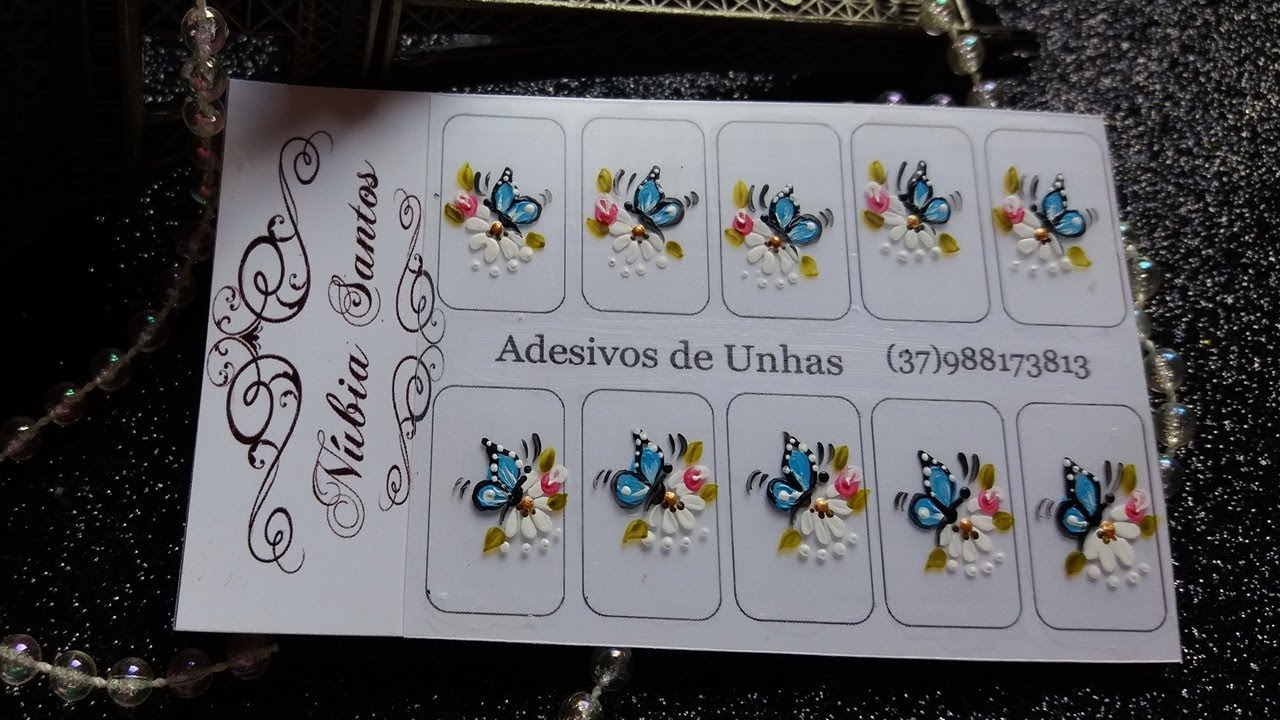 Núbia Santos
Adesivos de Unhas (37)988173813